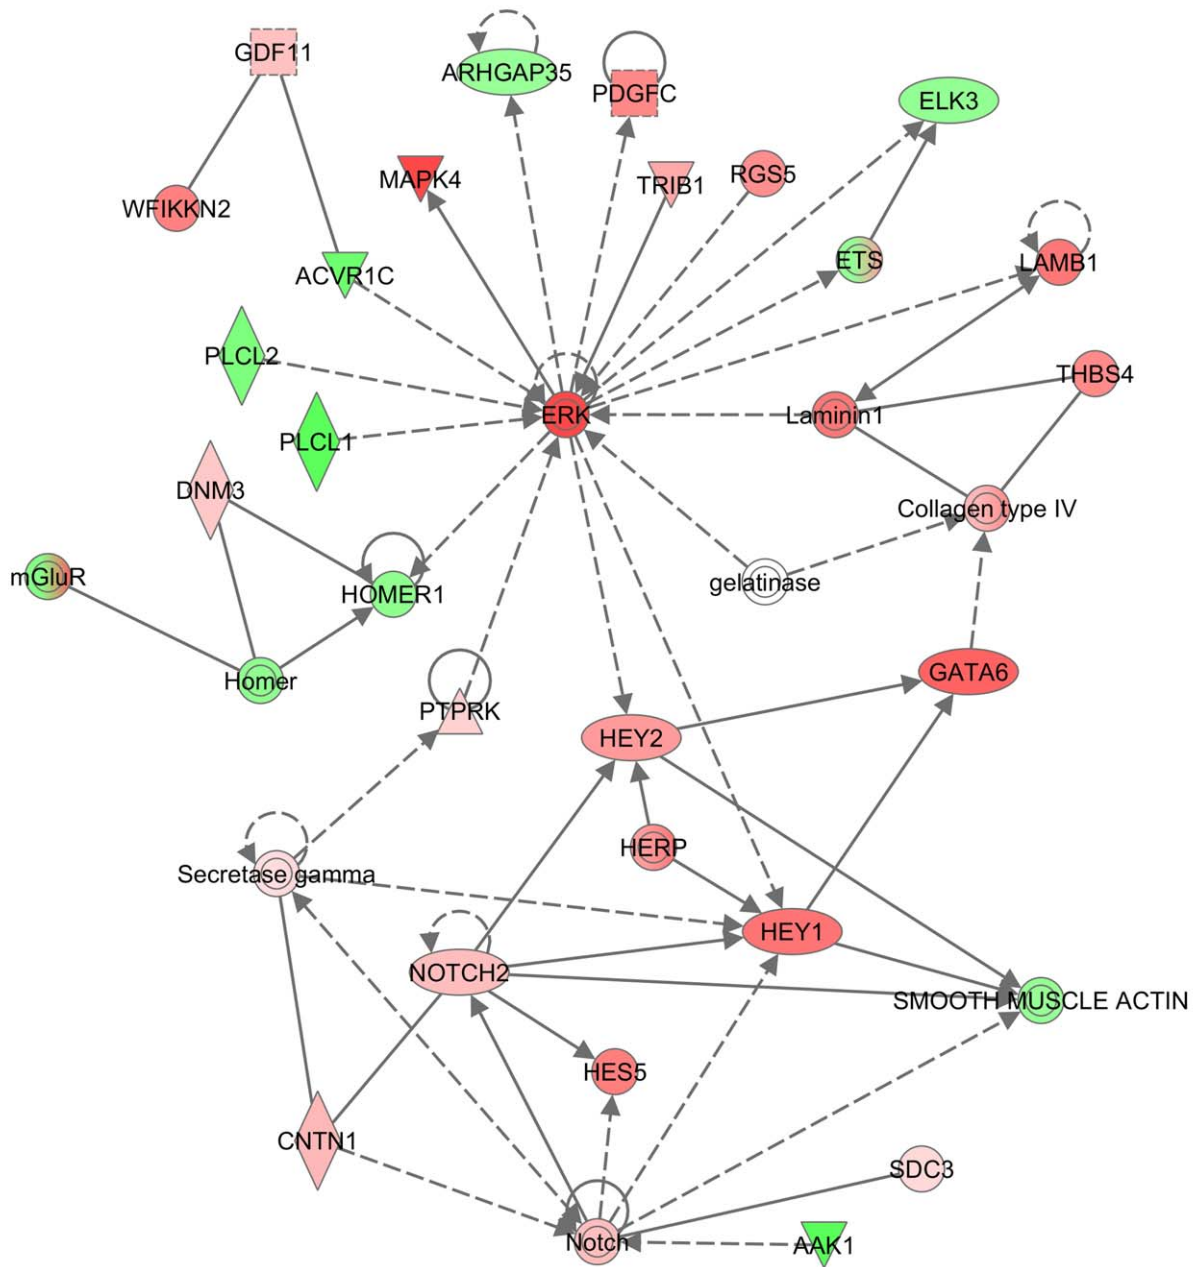 GDF11
ARHGAP35
PDGFC
ELK3
MAPK4
TRIB1
RGS5
WFIKKN2
ACVR1C
ETS
LAMB1
PLCL2
THBS4
ERK
Laminin1
PLCL1
DNM3
Collagen type IV
mGluR
HOMER1
gelatinase
Homer
GATA6
PTPRK
HEY2
HERP
Secretase gamma
HEY1
NOTCH2
SMOOTH MUSCLE ACTIN
HES5
CNTN1
SDC3
Notch
AAK1